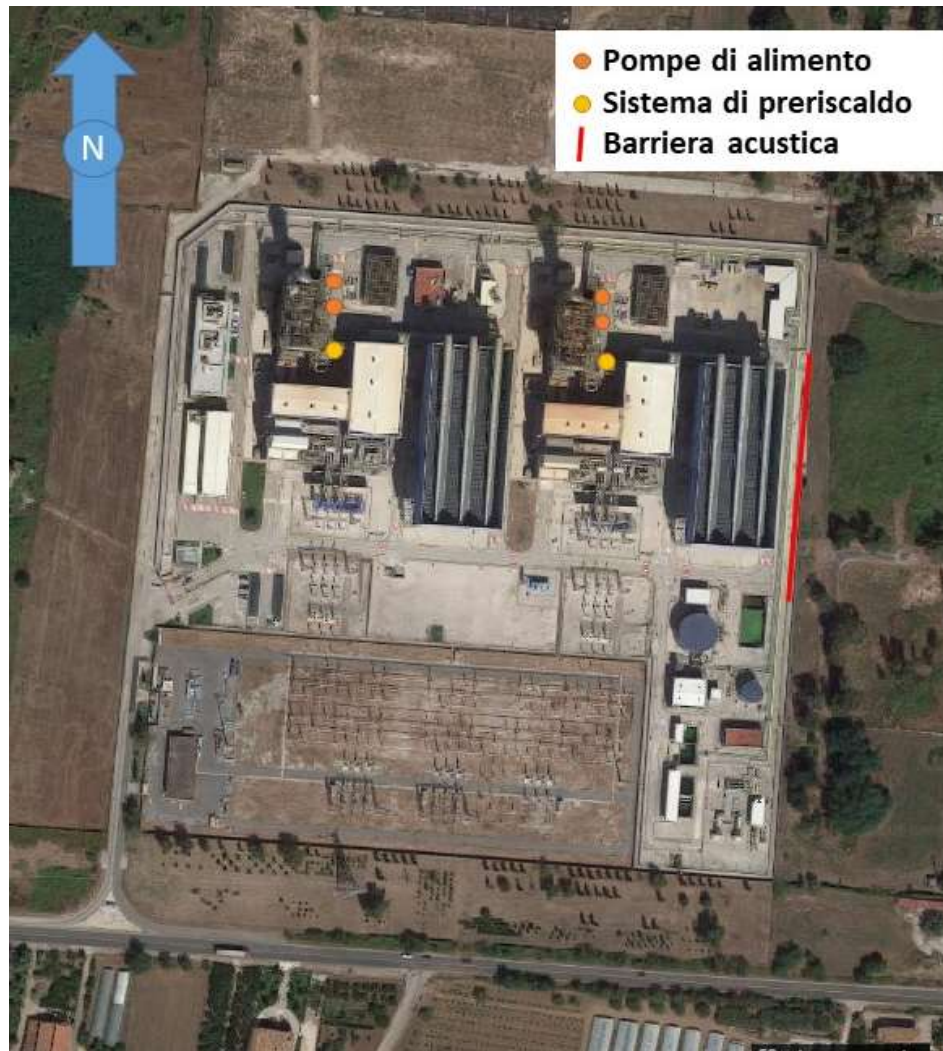 Pompe di alimento
Sistema di preriscaldo
Barriera acustica
N